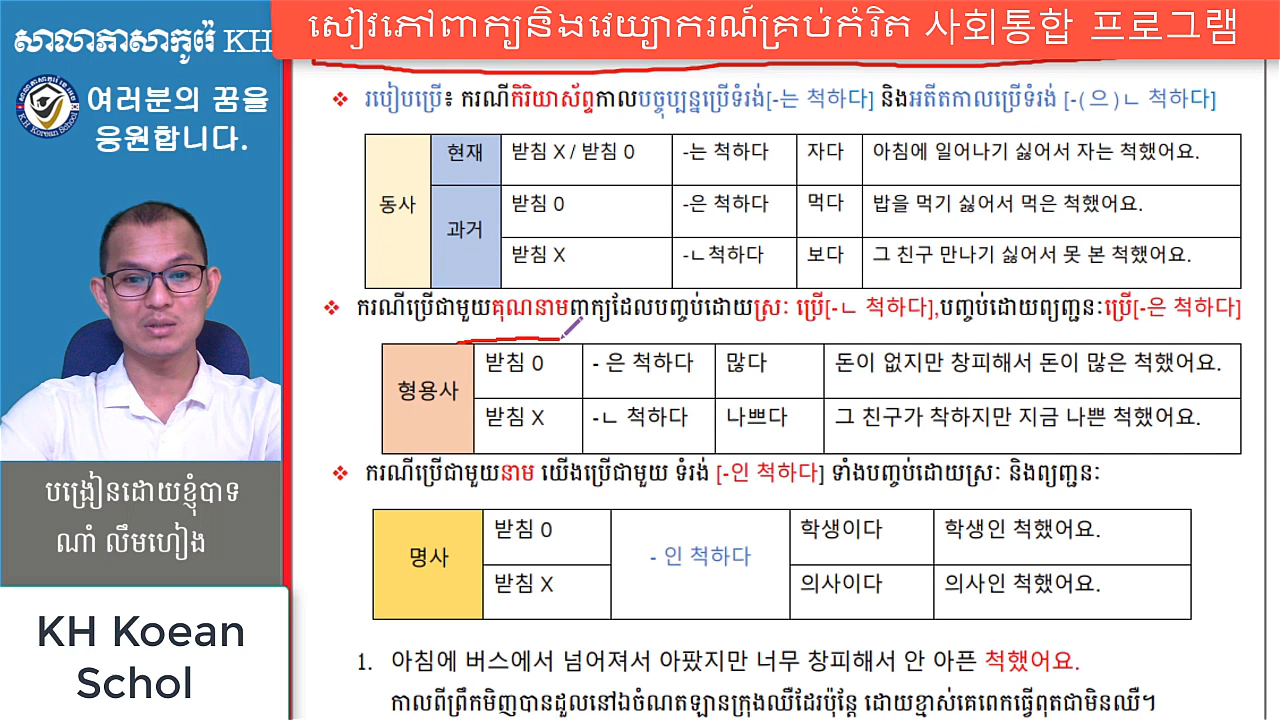 សាលាភាសាកូរ៉េ KH
សៀវភៅពាក្យនិងវេយ្យាករណ៍គ្រប់កំរិត 사회통합 프로그램
여러분의 꿈을
응원합니다.
KH Korean School
❖ របៀបប្រើ៖ ករណីកិរិយាស័ព្ទកាលបច្ចុប្បន្នប្រើទំរង់[-는 척하다] និងអតីតកាលប្រើទំរង់ [-(으)ㄴ 척하다]
동사 현재 받침 X / 받침 0 -는 척하다 자다 아침에 일어나기 싫어서 자는 척했어요.
과거 받침 0 -은 척하다 먹다 밥을 먹기 싫어서 먹은 척했어요.
받침 X -ㄴ척하다 보다 그 친구 만나기 싫어서 못 본 척했어요.
❖ ករណីប្រើជាមួយគុណនាមពាក្យដែលបញ្ចប់ដោយស្រៈ ប្រើ[-ㄴ 척하다],បញ្ចប់ដោយព្យញ្ជនៈប្រើ[-은 척하다]
형용사 받침 0 - 은 척하다 많다 돈이 없지만 창피해서 돈이 많은 척했어요.
받침 X -ㄴ 척하다 나쁘다 그 친구가 착하지만 지금 나쁜 척했어요.
❖ ករណីប្រើជាមួយនាម យើងប្រើជាមួយ ទំរង់ [-인 척하다] ទាំងបញ្ចប់ដោយស្រៈ និងព្យញ្ជនៈ
명사 받침 0 - 인 척하다 学생이다 학생인 척했어요.
받침 X 의사이다 의사인 척했어요.
1. 아침에 버스에서 넘어져서 아팠지만 너무 창피해서 안 아픈 척했어요.
កាលពីព្រឹកមិញបានដួលនៅឯចំណតឡានក្រុងឈឺដែរប៉ុន្តែ ដោយខ្មាស់គេពេកធ្វើពុតជាមិនឈឺ។
បង្រៀនដោយខ្ញុំបាទ
ណាំ លឹមហៀង
KH Koean
Schol